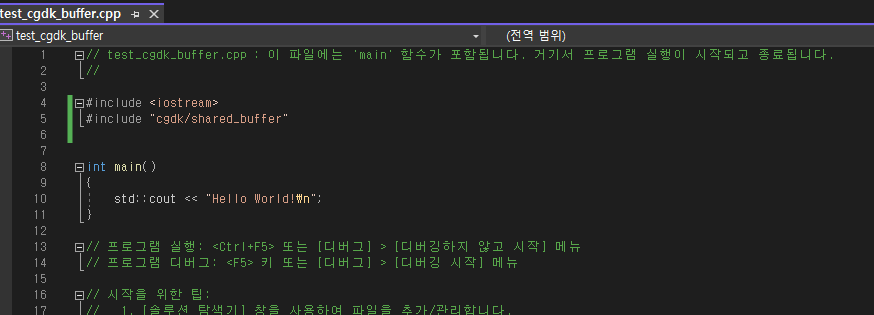 test_cgdk_buffer.cpp
test_cgdk_buffer (전역 범위)
1 // test_cgdk_buffer.cpp : 이 파일에는 'main' 함수가 포함됩니다. 거기서 프로그램 실행이 시작되고 종료됩니다.
2 //
3
4 #include <iostream>
5 #include "cgdk/shared_buffer"
6
7
8 int main()
9 {
10 std::cout << "Hello World!₩n";
11 }
12
13 // 프로그램 실행: <Ctrl+F5> 또는 [디버그] > [디버깅하지 않고 시작] 메뉴
14 // 프로그램 디버그: <F5> 키 또는 [디버그] > [디버깅 시작] 메뉴
15
16 // 시작을 위한 팁:
17 // 1. [솔루션 탐색기] 창을 사용하여 파일을 추가/관리합니다.